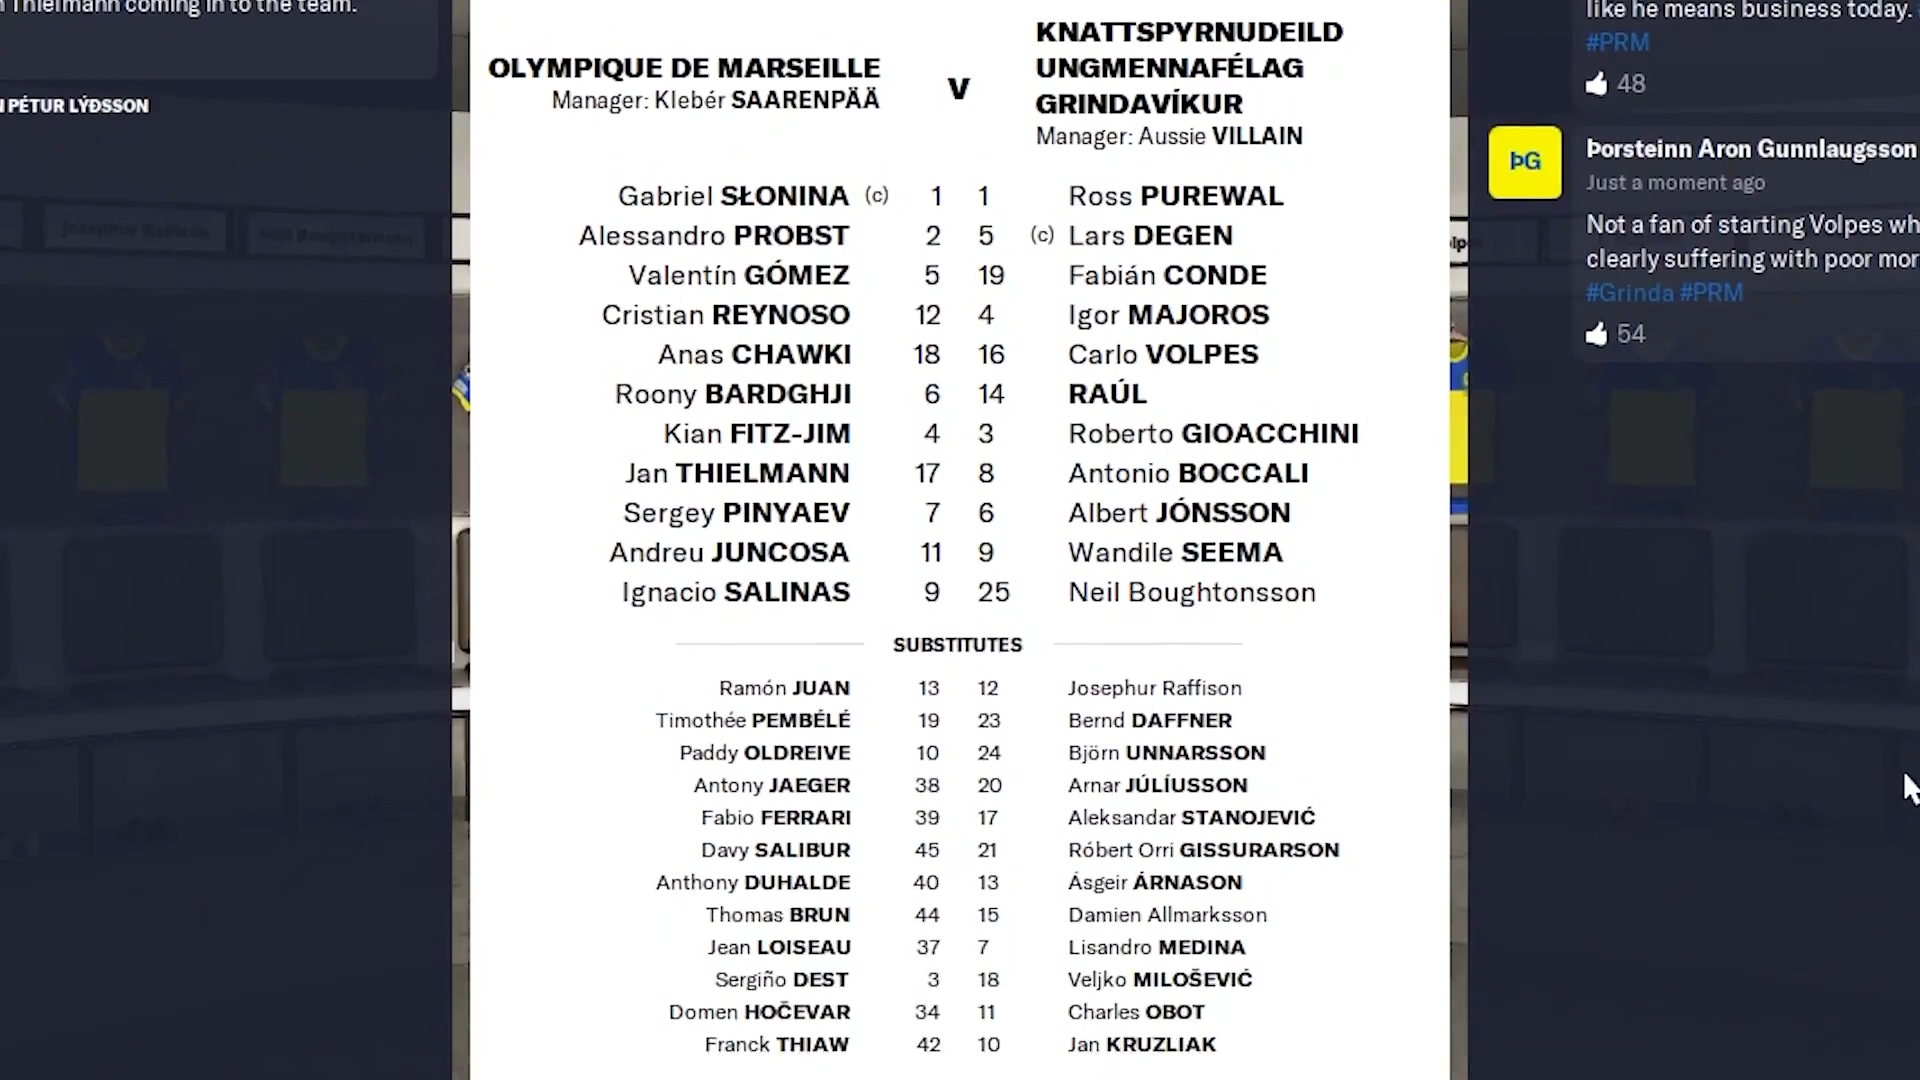 Thielmann coming in to the team.
PÉTUR LÝÐSSON
OLYMPIQUE DE MARSEILLE
Manager: Klebér SAARENPÄÄ
V
KNATTSPYRNUDEILD
UNGMENNAFÉLAG
GRINDAVÍKUR
Manager: Aussie VILLAIN
Gabriel SŁONINA (c) 1 1 Ross PUREWAL
Alessandro PROBST 2 5 (c) Lars DEGEN
Valentín GÓMEZ 5 19 Fabián CONDE
Cristian REYNOSO 12 4 Igor MAJOROS
Anas CHAWKI 18 16 Carlo VOLPES
Roony BARDGHJI 6 14 RAÚL
Kian FITZ-JIM 4 3 Roberto GIOACCHINI
Jan THIELMANN 17 8 Antonio BOCCALI
Sergey PINYAEV 7 6 Albert JÓNSSON
Andreu JUNCOSA 11 9 Wandile SEEMA
Ignacio SALINAS 9 25 Neil Boughtonsson
SUBSTITUTES
Ramón JUAN 13 12 Josephur Raffison
Timothée PEMBÉLÉ 19 23 Bernd DAFFNER
Paddy OLDREIVE 10 24 Björn UNNARSSON
Antony JAEGER 38 20 Arnar JÚLÍUSSON
Fabio FERRARI 39 17 Aleksandar STANOJEVIĆ
Davy SALIBUR 45 21 Róbert Orri GISSURARSON
Anthony DUHALDE 40 13 Ásgeir ÁRNASON
Thomas BRUN 44 15 Damien Allmarksson
Jean LOISEAU 37 7 Lisandro MEDINA
Sergiño DEST 3 18 Veljko MILOŠEVIĆ
Domen HOČEVAR 34 11 Charles OBOT
Franck THIAW 42 10 Jan KRUZLIAK
like he means business today.
#PRM
48
ÞG
Þorsteinn Aron Gunnlaugsson
Just a moment ago
Not a fan of starting Volpes wh
clearly suffering with poor mor
#Grinda #PRM
54